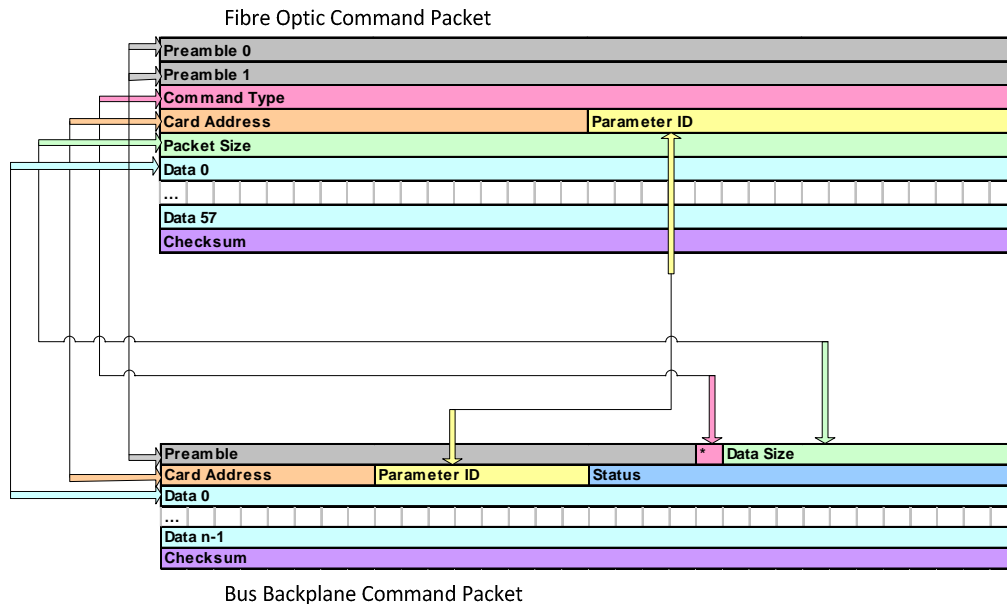 Fibre Optic Command Packet
Preamble 0
Preamble 1
Command Type
Card Address Parameter ID
Packet Size
Data 0
...
Data 57
Checksum
Preamble * Data Size
Card Address Parameter ID Status
Data 0
...
Data n-1
Checksum
Bus Backplane Command Packet